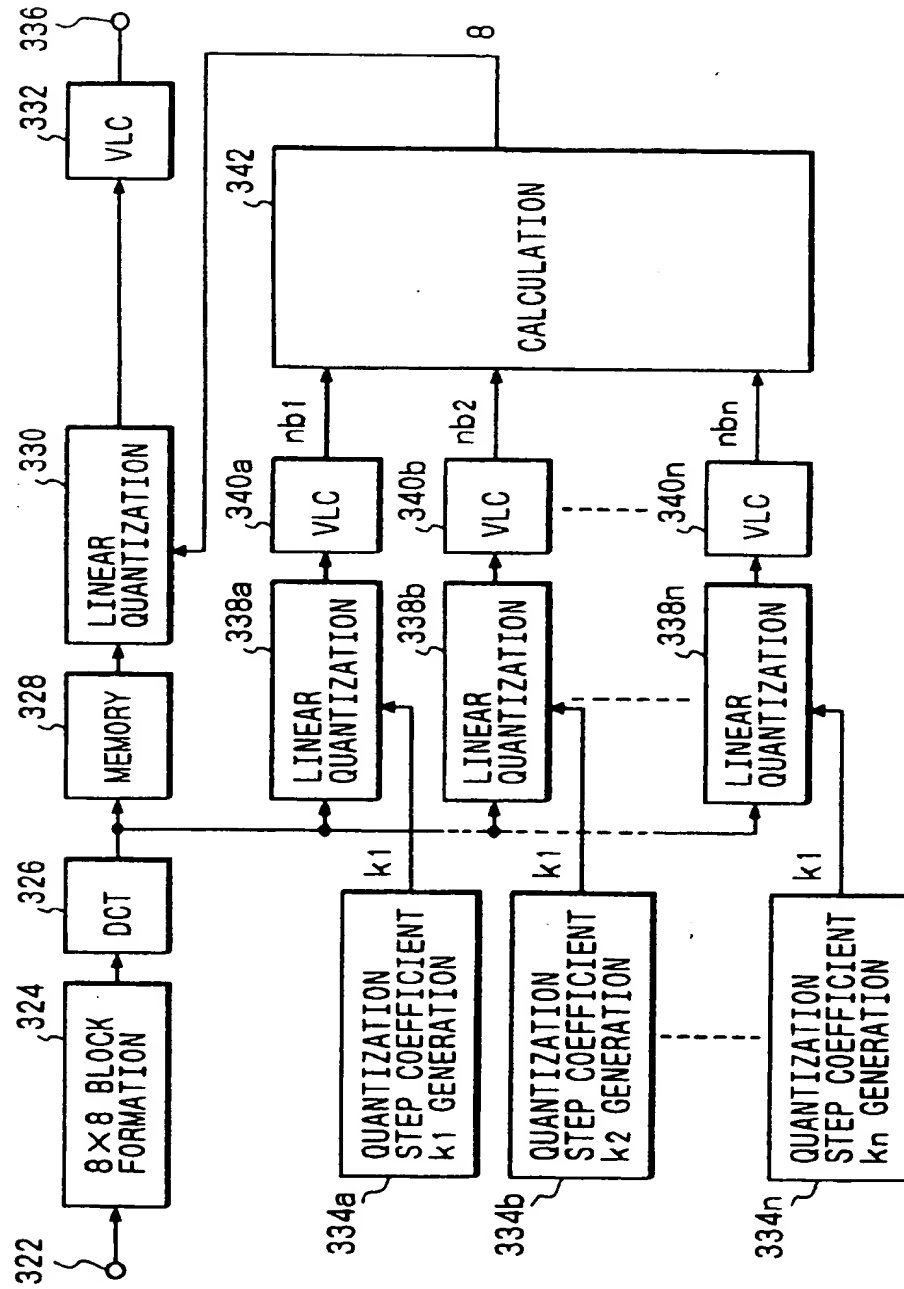 322
324
8×8 BLOCK
FORMATION
326
DCT
328
MEMORY
330
LINEAR
QUANTIZATION
332
VLC
336
8
334a
QUANTIZATION
STEP COEFFICIENT
k1 GENERATION
k1
338a
LINEAR
QUANTIZATION
340a
VLC
nb1
342
CALCULATION
334b
QUANTIZATION
STEP COEFFICIENT
k2 GENERATION
k1
338b
LINEAR
QUANTIZATION
340b
VLC
nb2
334n
QUANTIZATION
STEP COEFFICIENT
kn GENERATION
k1
338n
LINEAR
QUANTIZATION
340n
VLC
nbn